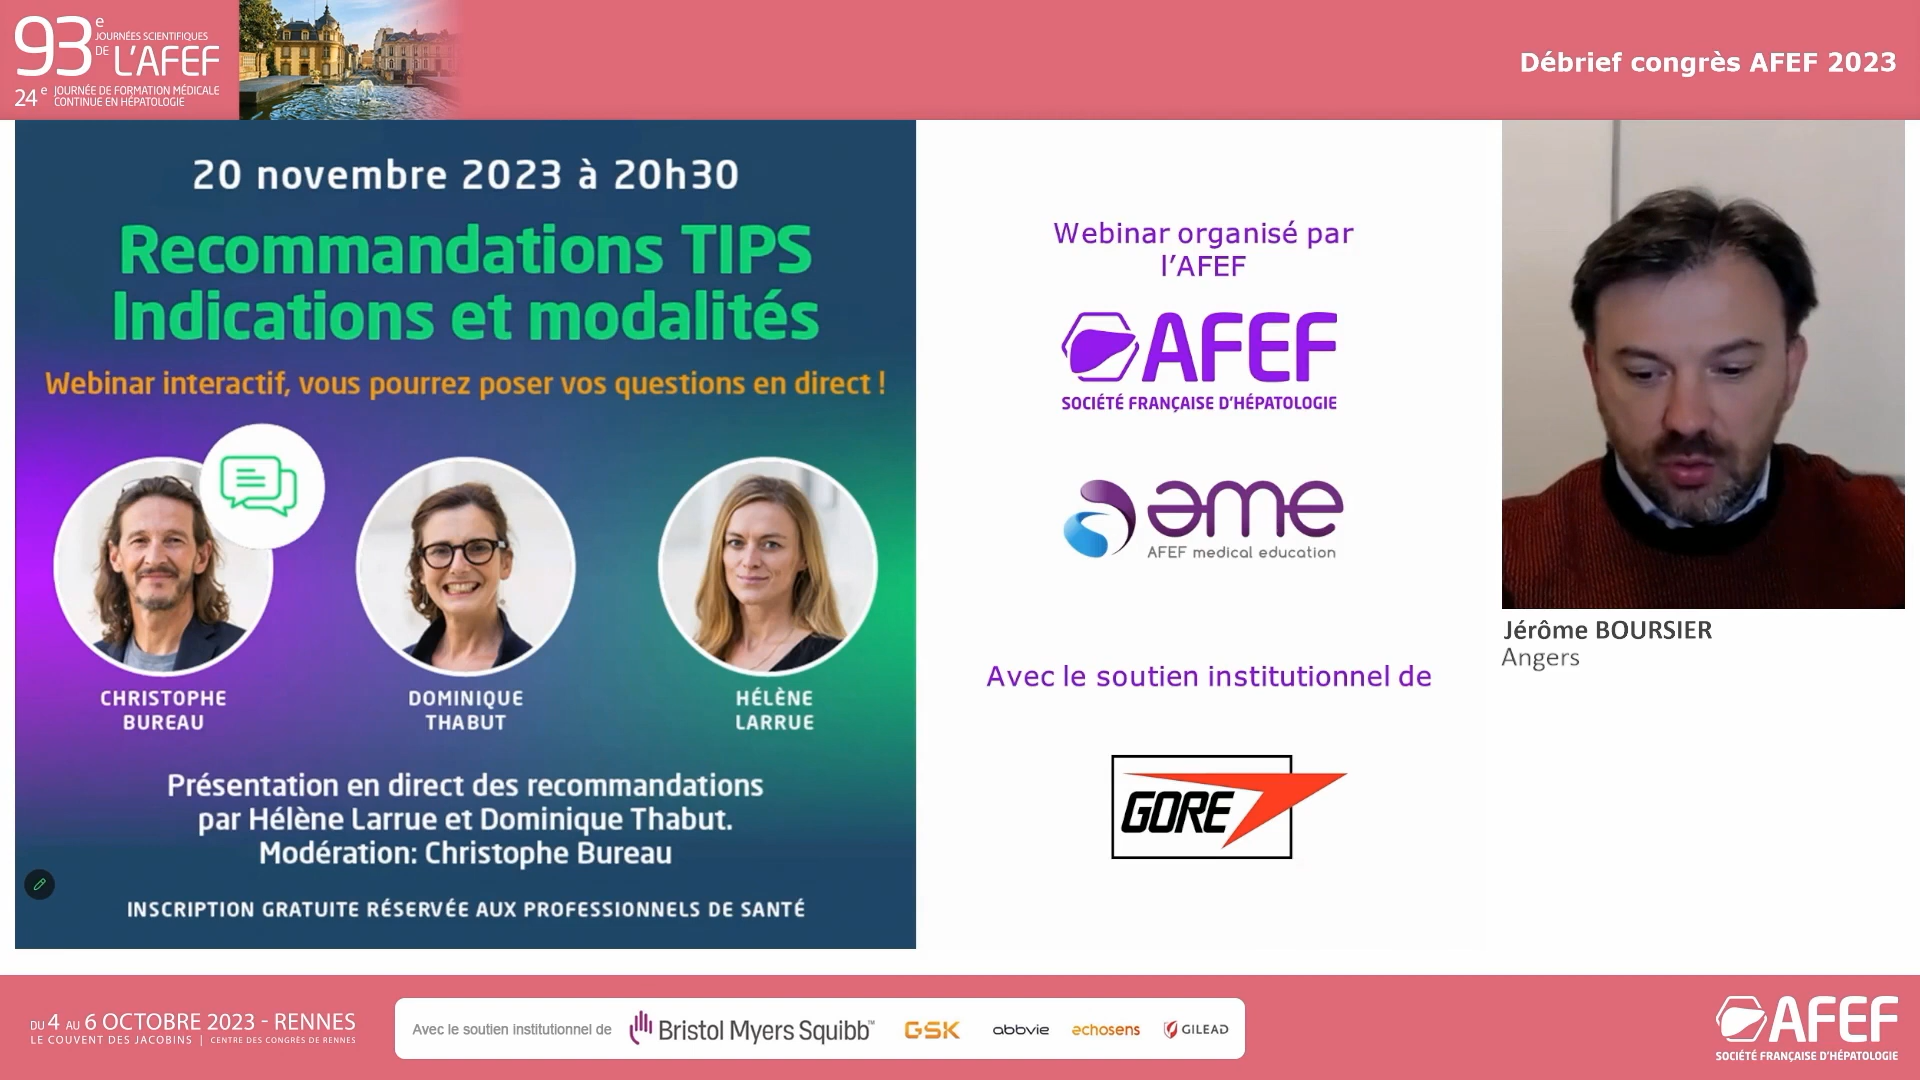 93e JOURNÉES SCIENTIFIQUES
DE L'AFEF
24e JOURNÉE DE FORMATION MÉDICALE
CONTINUE EN HÉPATOLOGIE
Débrief congrès AFEF 2023
20 novembre 2023 à 20h30
Recommandations TIPS
Indications et modalités
Webinar interactif, vous pourrez poser vos questions en direct !
CHRISTOPHE
BUREAU
DOMINIQUE
THABUT
HÉLÈNE
LARRUE
Présentation en direct des recommandations
par Hélène Larrue et Dominique Thabut.
Modération: Christophe Bureau
INSCRIPTION GRATUITE RÉSERVÉE AUX PROFESSIONNELS DE SANTÉ
Webinar organisé par
l’AFEF
AFEF
SOCIÉTÉ FRANÇAISE D'HÉPATOLOGIE
ame
AFEF medical education
Avec le soutien institutionnel de
GORE
Jérôme BOURSIER
Angers
DU 4 AU 6 OCTOBRE 2023 - RENNES
LE COUVENT DES JACOBINS | CENTRE DES CONGRÈS DE RENNES
Avec le soutien institutionnel de
Bristol Myers Squibb™
GSK
abbvie
echosens
GILEAD
AFEF
SOCIÉTÉ FRANÇAISE D'HÉPATOLOGIE